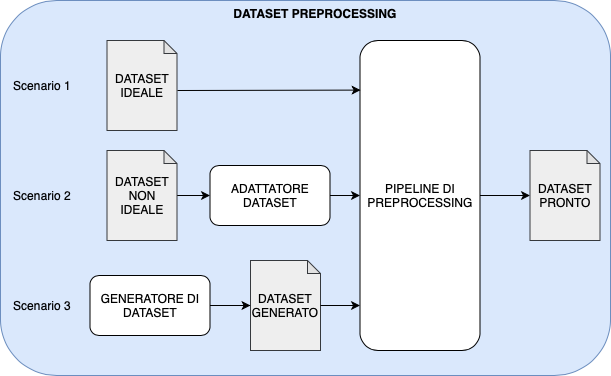 DATASET PREPROCESSING
Scenario 1
DATASET
IDEALE
Scenario 2
DATASET
NON
IDEALE
ADATTATORE
DATASET
PIPELINE DI
PREPROCESSING
DATASET
PRONTO
Scenario 3
GENERATORE DI
DATASET
DATASET
GENERATO